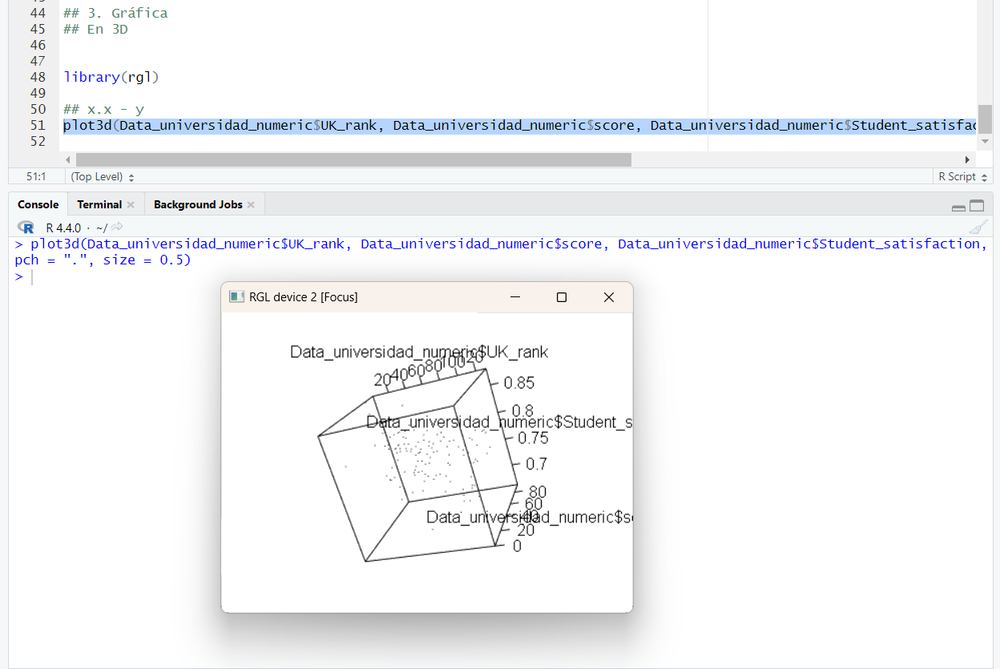 44 ## 3. Gráfica
45 ## En 3D
46
47
48 library(rgl)
49
50 ## x.x - y
51 plot3d(Data_universidad_numeric$UK_rank, Data_universidad_numeric$score, Data_universidad_numeric$Student_satisfac
52
51:1 (Top Level) R Script
Console Terminal Background Jobs
R R 4.4.0 · ~/
> plot3d(Data_universidad_numeric$UK_rank, Data_universidad_numeric$score, Data_universidad_numeric$Student_satisfaction,
pch = ".", size = 0.5)
>
RGL device 2 [Focus]
Data_universidad_numeric$UK_rank
20 40 60 80 100 120
0.85
0.8
Data_universidad_numeric$Student_s
0.75
0.7
80
60
Data_universidad_numeric$s
40
20
0